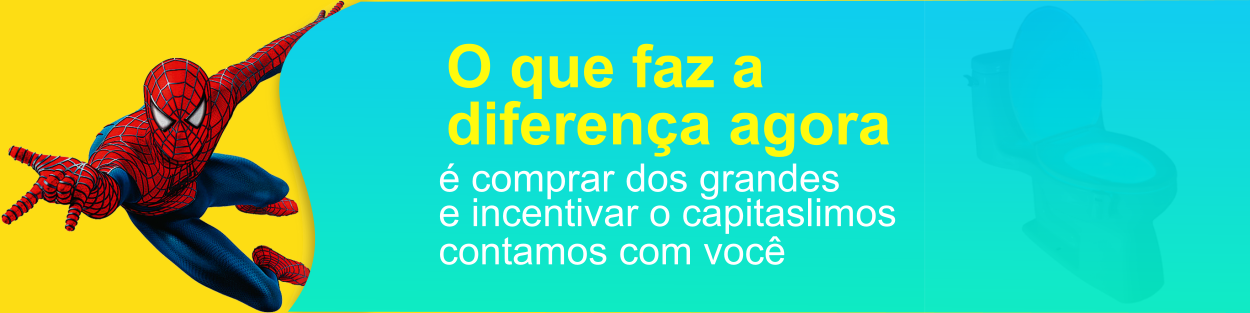 O que faz a
diferença agora
é comprar dos grandes
e incentivar o capitaslimos
contamos com você